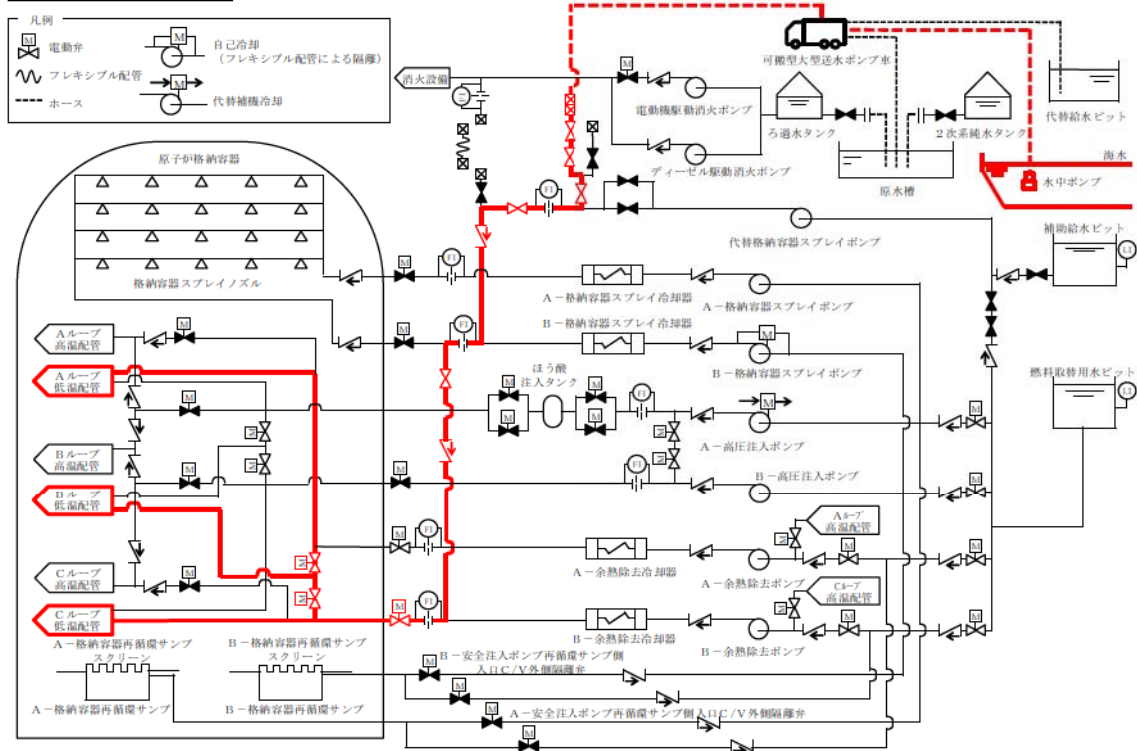 凡例
M
電動弁
フレキシブル配管
ホース
M
自己冷却
(フレキシブル配管による隔離)
M
代替補機冷却
消火設備
M
電動機駆動消火ポンプ
ディーゼル駆動消火ポンプ
可搬型大型送水ポンプ車
ろ過水タンク
2次系純水タンク
原水槽
代替給水ピット
海水
水中ポンプ
補助給水ピット
LI
代替格納容器スプレイポンプ
FI
原子炉格納容器
格納容器スプレイノズル
M
FI
A-格納容器スプレイ冷却器
A-格納容器スプレイポンプ
M
FI
B-格納容器スプレイ冷却器
M
B-格納容器スプレイポンプ
燃料取替用水ピット
LI
Aループ
高温配管
M
Aループ
低温配管
M
ほう酸
注入タンク
M
M
M
M
FI
M
A-高圧注入ポンプ
M
Bループ
高温配管
M
M
M
M
Bループ
低温配管
M
M
FI
B-高圧注入ポンプ
M
Cループ
高温配管
M
M
M
M
FI
A-余熱除去冷却器
A-余熱除去ポンプ
Aループ
高温配管
M
M
M
Cループ
低温配管
M
FI
B-余熱除去冷却器
B-余熱除去ポンプ
Cループ
高温配管
M
M
M
A-格納容器再循環サンプ
スクリーン
B-格納容器再循環サンプ
スクリーン
B-安全注入ポンプ再循環サンプ側
入口C/V外側隔離弁
M
M
A-格納容器再循環サンプ
B-格納容器再循環サンプ
M
A-安全注入ポンプ再循環サンプ側入口C/V外側隔離弁
M